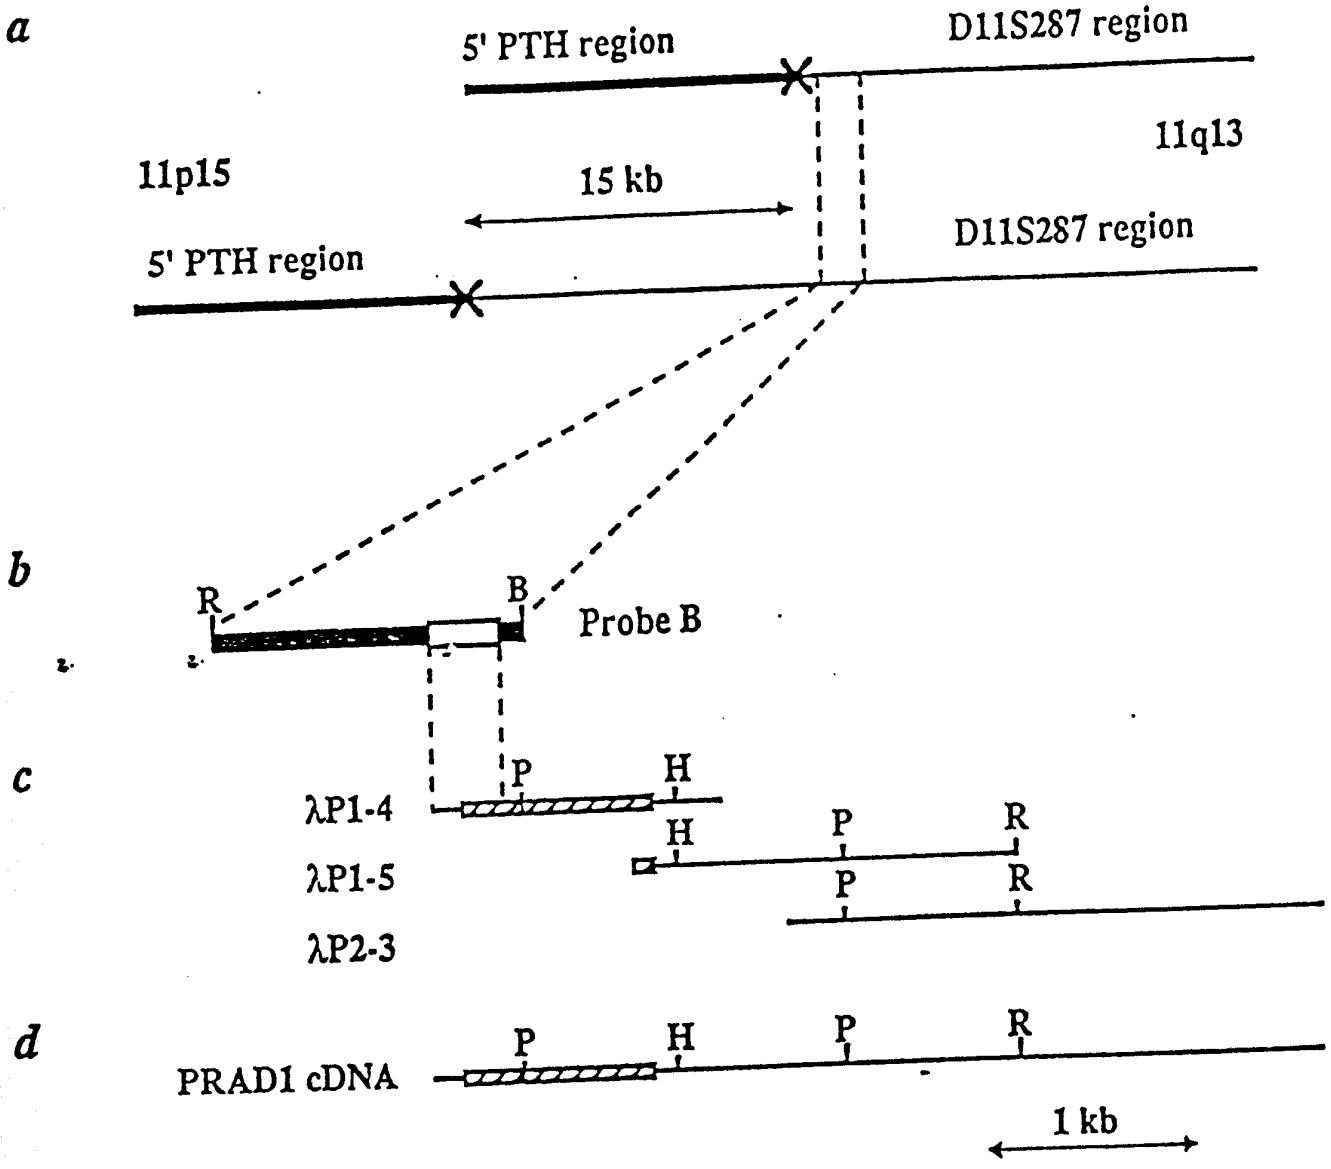 a
5' PTH region
D11S287 region
11p15
11q13
15 kb
5' PTH region
D11S287 region
b
R
B
Probe B
c
λP1-4
P
H
λP1-5
H
P
R
λP2-3
P
R
d
PRAD1 cDNA
P
H
P
R
1 kb